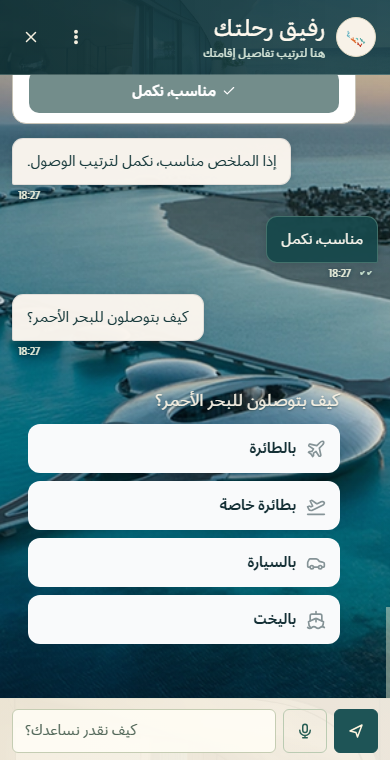 رفيق رحلتك
هنا لترتيب تفاصيل إقامتك
مناسب، نكمل
إذا الملخص مناسب، نكمل لترتيب الوصول.
18:27
مناسب، نكمل
18:27
كيف بتوصلون للبحر الأحمر؟
18:27
كيف بتوصلون للبحر الأحمر؟
بالطائرة
بطائرة خاصة
بالسيارة
باليخت
كيف نقدر نساعدك؟